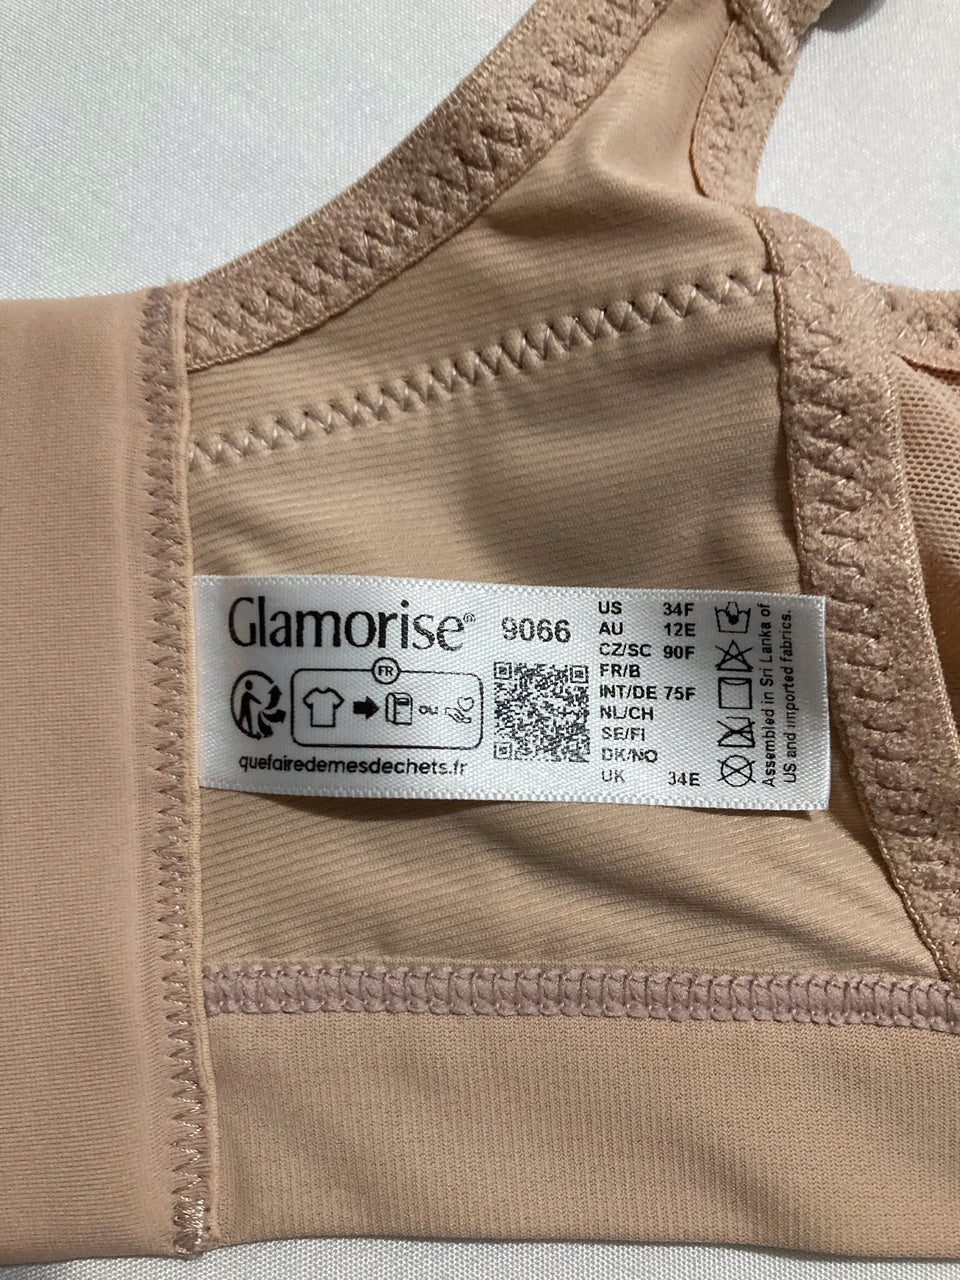 Glamorise®
9066
FR
ou
quefairedemesdechets.fr
US 34F
AU 12E
CZ/SC 90F
FR/B
INT/DE 75F
NL/CH
SE/FI
DK/NO
UK 34E
Assembled in Sri Lanka of
US and imported fabrics.